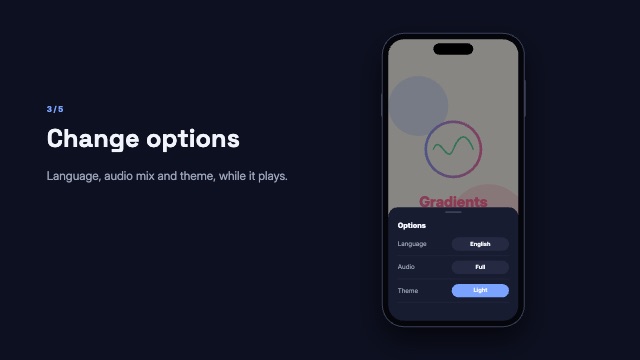 3/5
Change options
Language, audio mix and theme, while it plays.
Gradients
Options
Language English
Audio Full
Theme Light